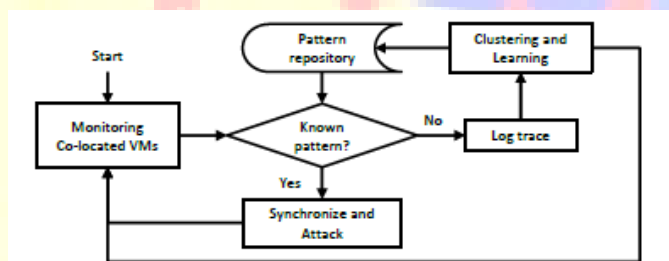 Start
Monitoring
Co-located VMs
Pattern
repository
Known
pattern?
Yes
No
Synchronize and
Attack
Log trace
Clustering and
Learning